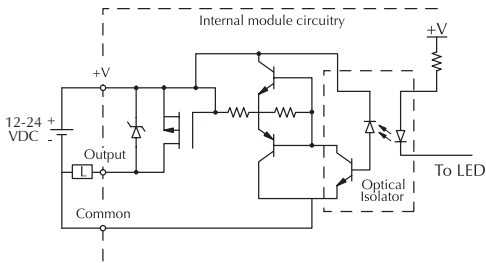 Internal module circuitry
+V
+V
12-24
VDC
+
-
Output
L
To LED
Optical
Isolator
Common